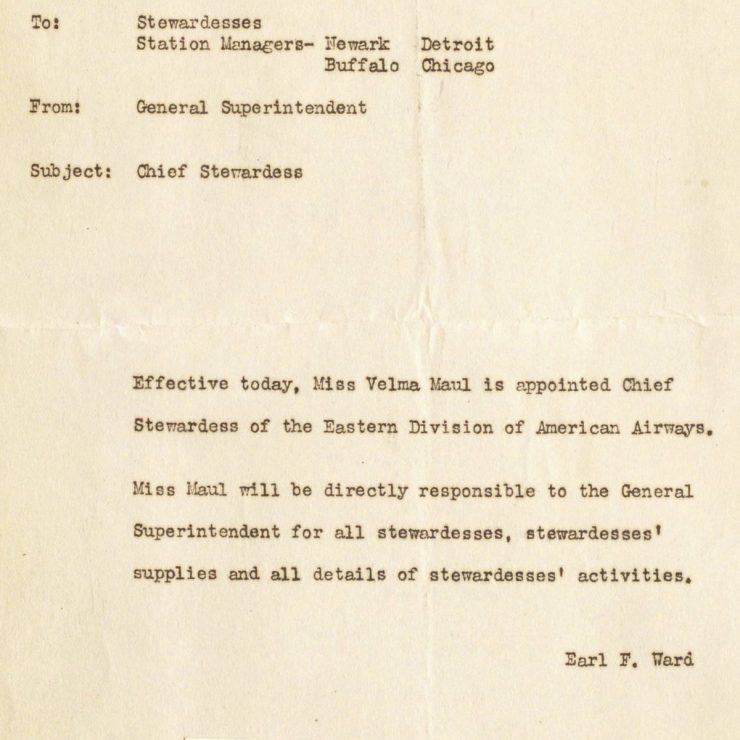 To: Stewardesses
Station Managers- Newark Detroit
Buffalo Chicago
From: General Superintendent
Subject: Chief Stewardess
Effective today, Miss Velma Maul is appointed Chief
Stewardess of the Eastern Division of American Airways.
Miss Maul will be directly responsible to the General
Superintendent for all stewardesses, stewardesses'
supplies and all details of stewardesses' activities.
Earl F. Ward